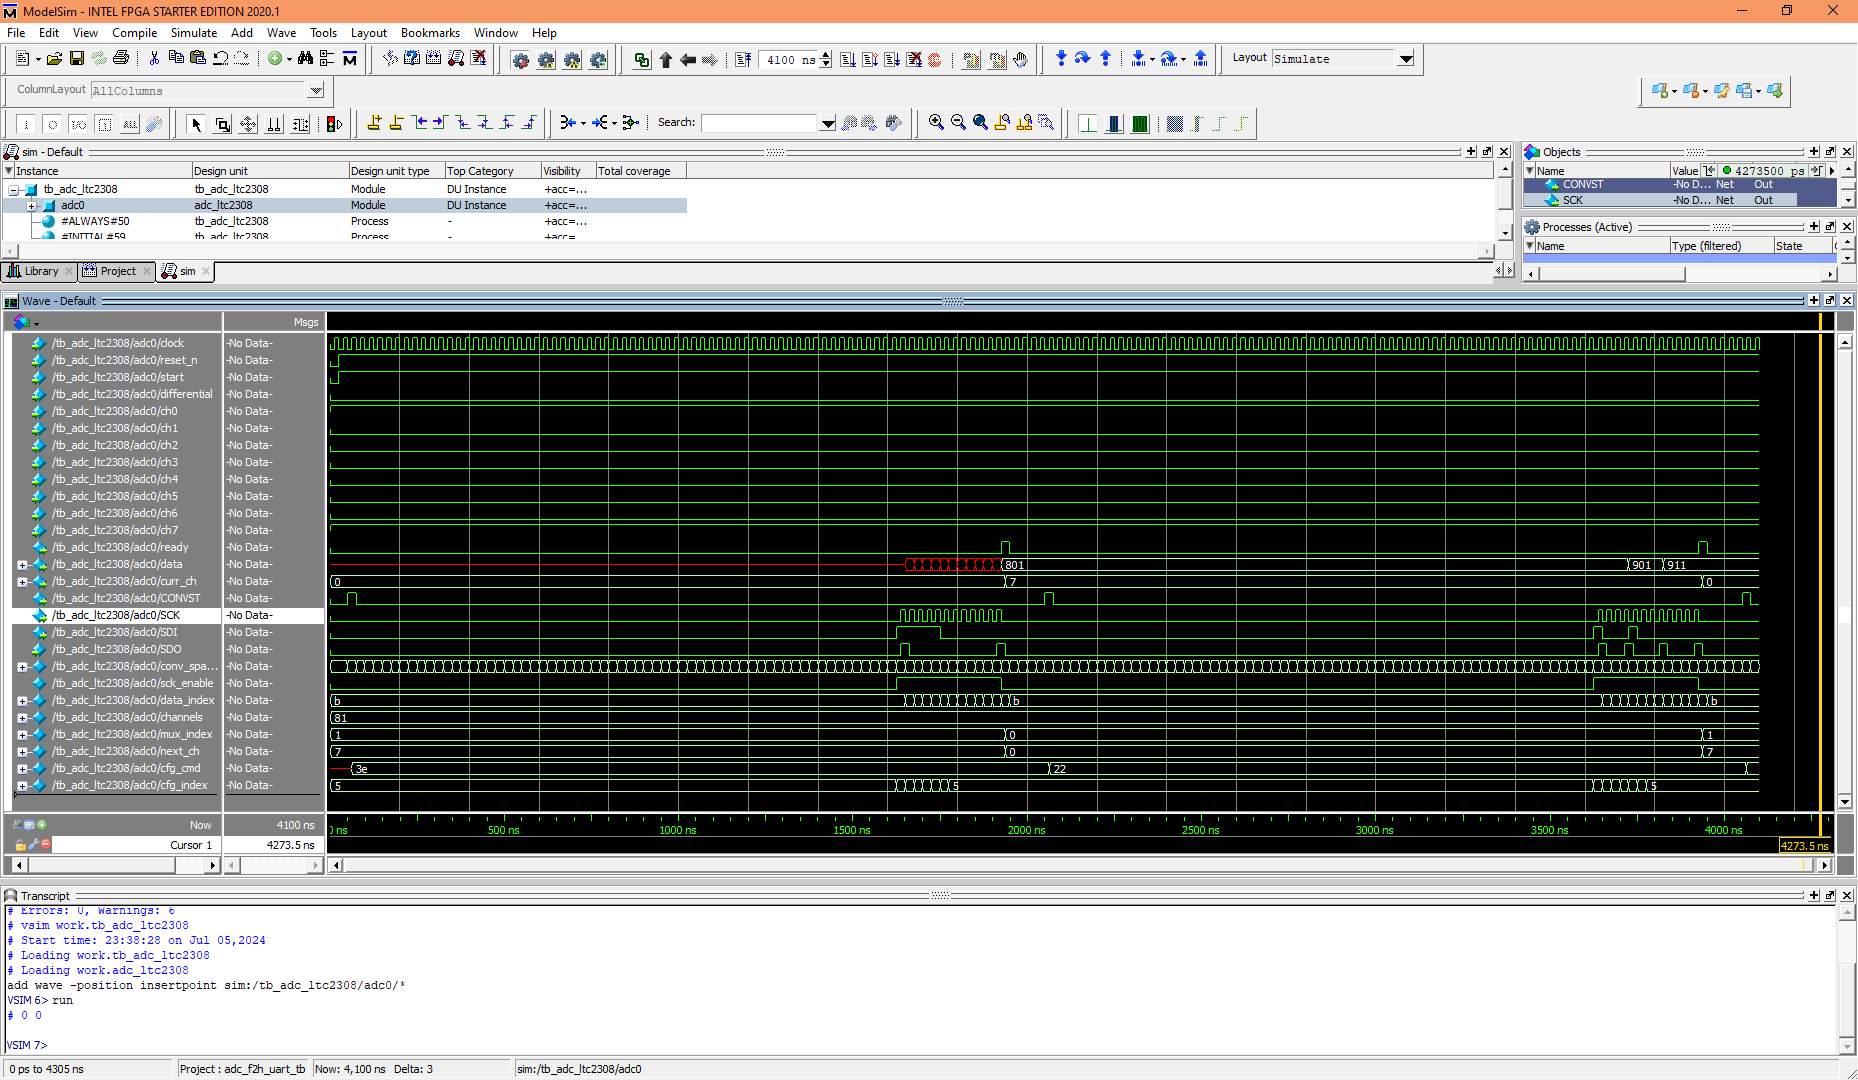 ModelSim - INTEL FPGA STARTER EDITION 2020.1
File Edit View Compile Simulate Add Wave Tools Layout Bookmarks Window Help
4100 ns
Layout Simulate
ColumnLayout AllColumns
Search:
sim - Default
Instance Design unit Design unit type Top Category Visibility Total coverage
tb_adc_ltc2308 tb_adc_ltc2308 Module DU Instance +acc=...
adc0 adc_ltc2308 Module DU Instance +acc=...
#ALWAYS#50 tb_adc_ltc2308 Process - +acc=...
#INITIAL#59 tb_adc_ltc2308 Process - +acc=
Library Project sim
Objects
Name Value 4273500 ps
CONVST -No D... Net Out
SCK -No D... Net Out
Processes (Active)
Name Type (filtered) State
Wave - Default
Msgs
/tb_adc_ltc2308/adc0/clock -No Data-
/tb_adc_ltc2308/adc0/reset_n -No Data-
/tb_adc_ltc2308/adc0/start -No Data-
/tb_adc_ltc2308/adc0/differential -No Data-
/tb_adc_ltc2308/adc0/ch0 -No Data-
/tb_adc_ltc2308/adc0/ch1 -No Data-
/tb_adc_ltc2308/adc0/ch2 -No Data-
/tb_adc_ltc2308/adc0/ch3 -No Data-
/tb_adc_ltc2308/adc0/ch4 -No Data-
/tb_adc_ltc2308/adc0/ch5 -No Data-
/tb_adc_ltc2308/adc0/ch6 -No Data-
/tb_adc_ltc2308/adc0/ch7 -No Data-
/tb_adc_ltc2308/adc0/ready -No Data-
/tb_adc_ltc2308/adc0/data -No Data- 801 901 911
/tb_adc_ltc2308/adc0/curr_ch -No Data- 0 7 0
/tb_adc_ltc2308/adc0/CONVST -No Data-
/tb_adc_ltc2308/adc0/SCK -No Data-
/tb_adc_ltc2308/adc0/SDI -No Data-
/tb_adc_ltc2308/adc0/SDO -No Data-
/tb_adc_ltc2308/adc0/conv_spa... -No Data-
/tb_adc_ltc2308/adc0/sck_enable -No Data-
/tb_adc_ltc2308/adc0/data_index -No Data- b b b
/tb_adc_ltc2308/adc0/channels -No Data- 81
/tb_adc_ltc2308/adc0/mux_index -No Data- 1 0 1
/tb_adc_ltc2308/adc0/next_ch -No Data- 7 0 7
/tb_adc_ltc2308/adc0/cfg_cmd -No Data- 3e 22
/tb_adc_ltc2308/adc0/cfg_index -No Data- 5 5 5
Now 4100 ns
ns 500 ns 1000 ns 1500 ns 2000 ns 2500 ns 3000 ns 3500 ns 4000 ns
Cursor 1 4273.5 ns 4273.5 ns
Transcript
# Errors: 0, Warnings: 6
# vsim work.tb_adc_ltc2308
# Start time: 23:38:28 on Jul 05,2024
# Loading work.tb_adc_ltc2308
# Loading work.adc_ltc2308
add wave -position insertpoint sim:/tb_adc_ltc2308/adc0/*
VSIM 6> run
# 0 0
VSIM 7>
0 ps to 4305 ns Project : adc_f2h_uart_tb Now: 4,100 ns Delta: 3 sim:/tb_adc_ltc2308/adc0